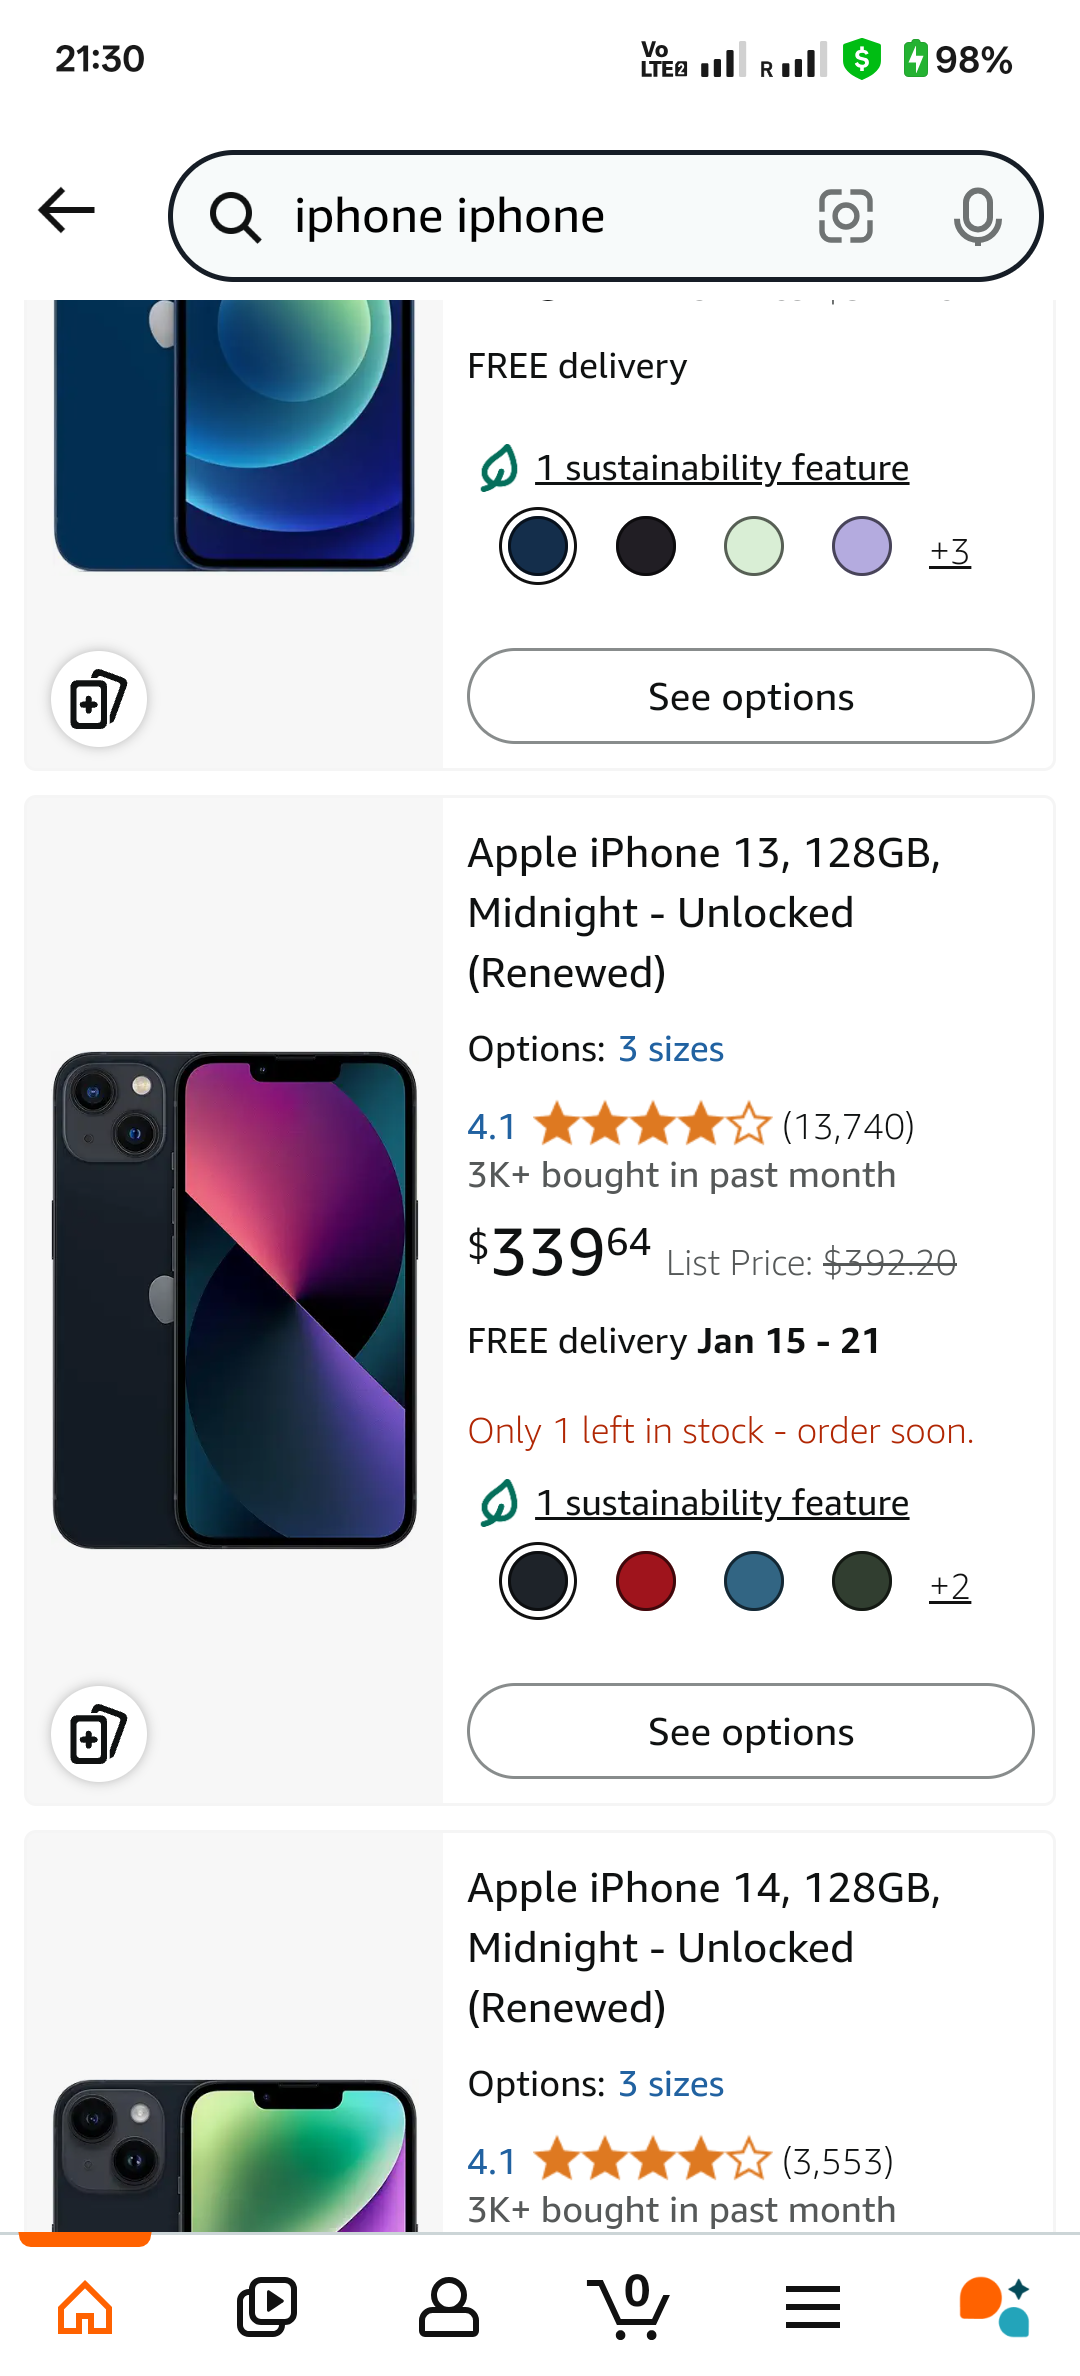 21:30
Vo
LTE2
R
98%
iphone iphone
FREE delivery
1 sustainability feature
+3
See options
Apple iPhone 13, 128GB,
Midnight - Unlocked
(Renewed)
Options: 3 sizes
4.1 (13,740)
3K+ bought in past month
$33964 List Price: $392.20
FREE delivery Jan 15 - 21
Only 1 left in stock - order soon.
1 sustainability feature
+2
See options
Apple iPhone 14, 128GB,
Midnight - Unlocked
(Renewed)
Options: 3 sizes
4.1 (3,553)
3K+ bought in past month
0